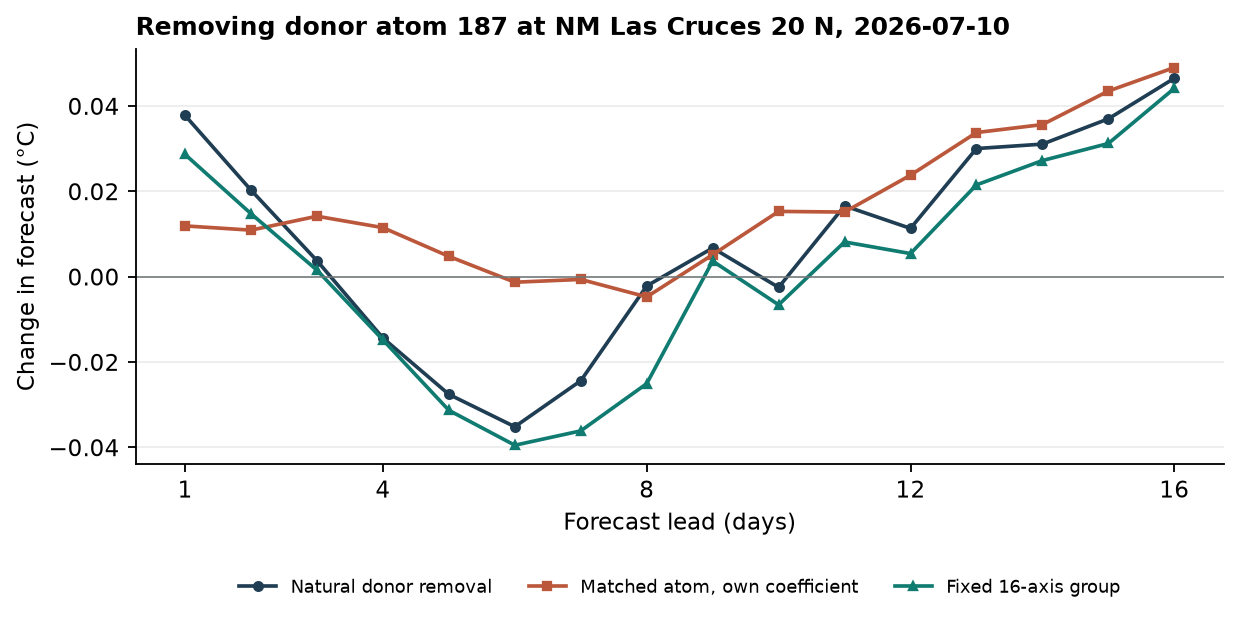 Removing donor atom 187 at NM Las Cruces 20 N, 2026-07-10
Change in forecast (°C)
0.04
0.02
0.00
−0.02
−0.04
1 4 8 12 16
Forecast lead (days)
Natural donor removal Matched atom, own coefficient Fixed 16-axis group